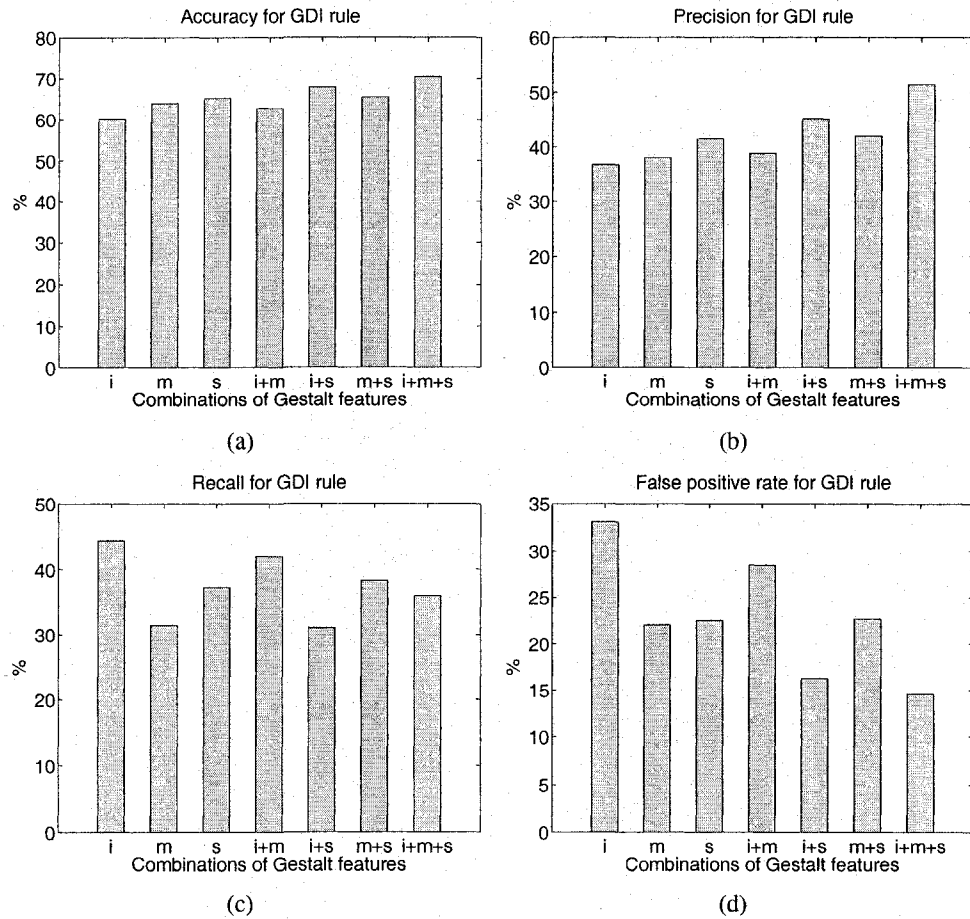 Accuracy for GDI rule
80
70
60
50
40
30
20
10
0
%
i m s i+m i+s m+s i+m+s
Combinations of Gestalt features
(a)
Precision for GDI rule
60
50
40
30
20
10
0
%
i m s i+m i+s m+s i+m+s
Combinations of Gestalt features
(b)
Recall for GDI rule
50
40
30
20
10
0
%
i m s i+m i+s m+s i+m+s
Combinations of Gestalt features
(c)
False positive rate for GDI rule
35
30
25
20
15
10
5
0
%
i m s i+m i+s m+s i+m+s
Combinations of Gestalt features
(d)